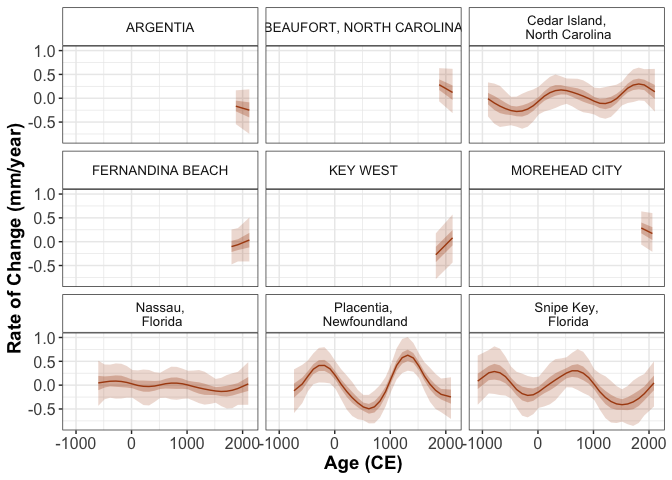 ARGENTIA
BEAUFORT, NORTH CAROLINA
Cedar Island,
North Carolina
1.0
0.5
0.0
-0.5
FERNANDINA BEACH
KEY WEST
MOREHEAD CITY
1.0
0.5
0.0
-0.5
Nassau,
Florida
Placentia,
Newfoundland
Snipe Key,
Florida
1.0
0.5
0.0
-0.5
-1000 0 1000 2000
-1000 0 1000 2000
-1000 0 1000 2000
Age (CE)
Rate of Change (mm/year)